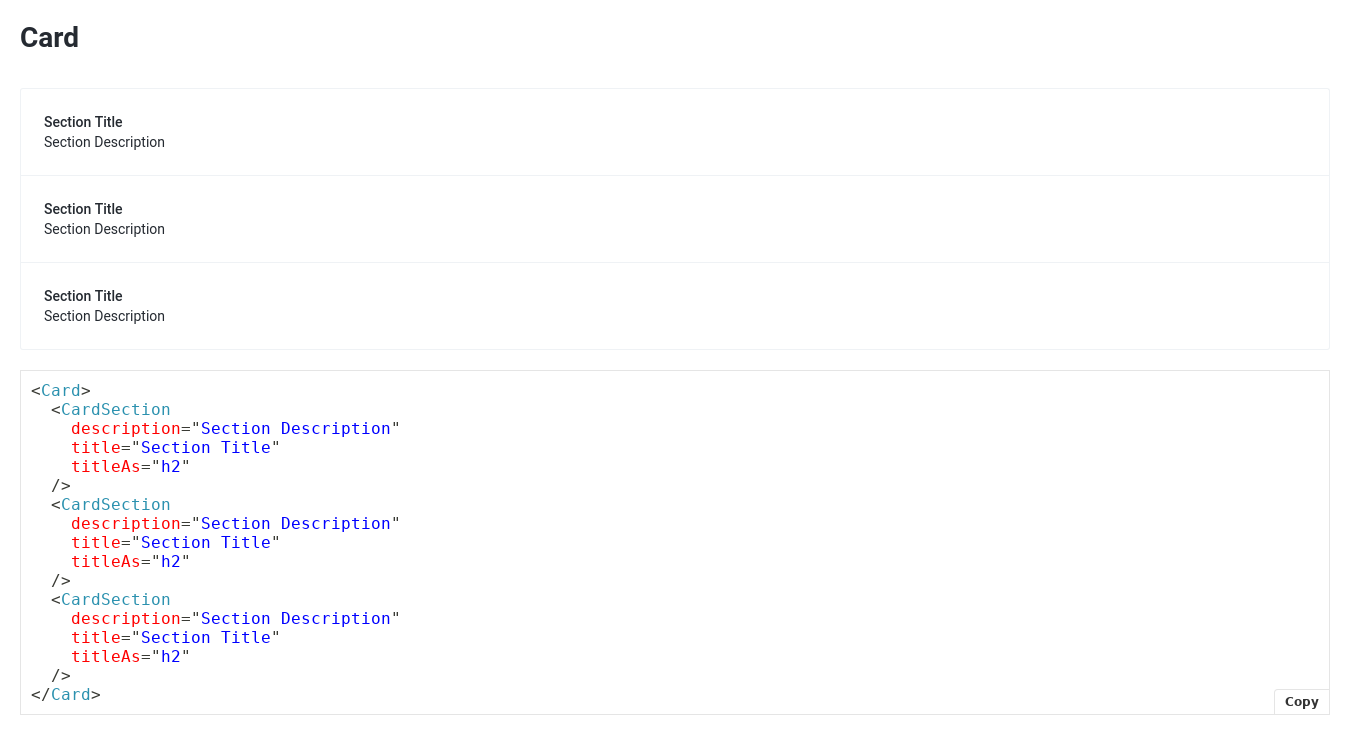 Card
Section Title
Section Description
Section Title
Section Description
Section Title
Section Description
<Card>
  <CardSection
    description="Section Description"
    title="Section Title"
    titleAs="h2"
  />
  <CardSection
    description="Section Description"
    title="Section Title"
    titleAs="h2"
  />
  <CardSection
    description="Section Description"
    title="Section Title"
    titleAs="h2"
  />
</Card>
Copy